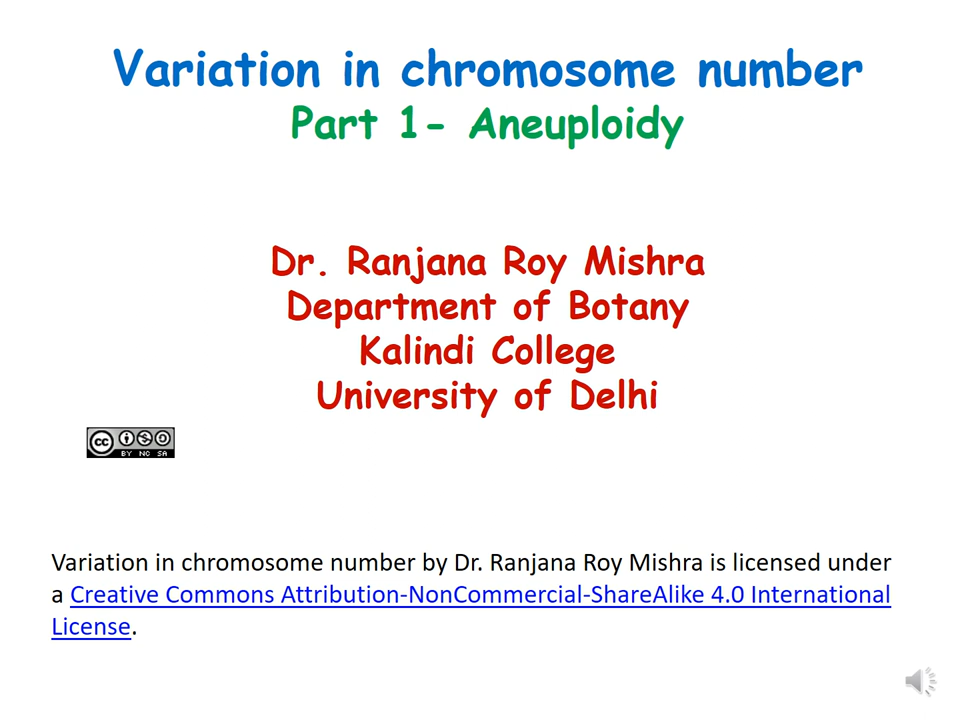 Variation in chromosome number
Part 1- Aneuploidy
Dr. Ranjana Roy Mishra
Department of Botany
Kalindi College
University of Delhi
cc BY NC SA
Variation in chromosome number by Dr. Ranjana Roy Mishra is licensed under
a Creative Commons Attribution-NonCommercial-ShareAlike 4.0 International
License.